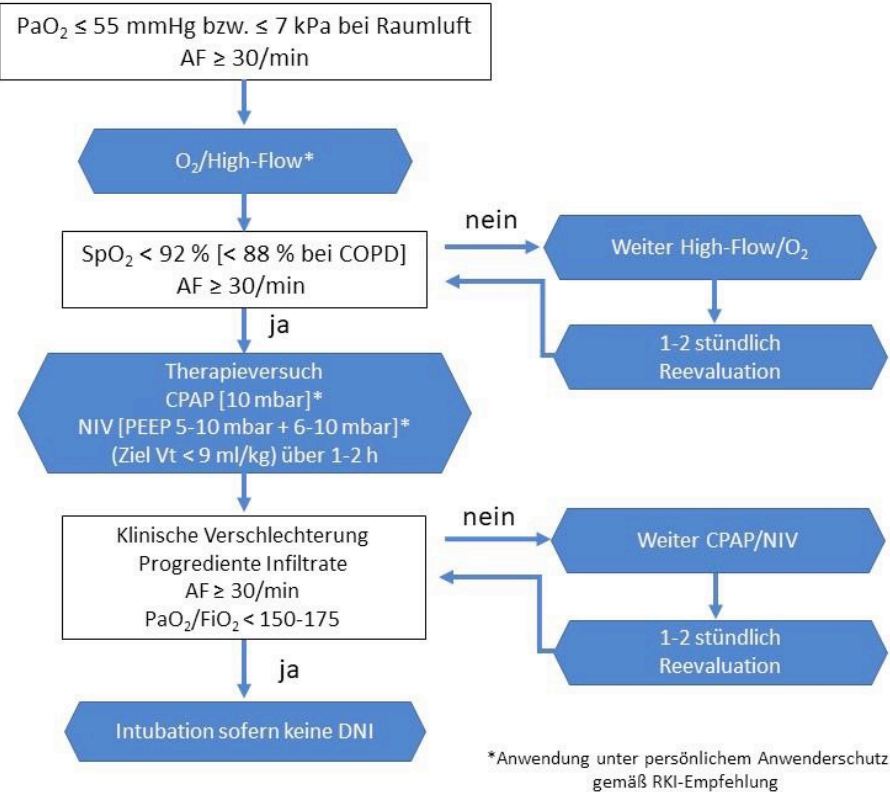 PaO₂ ≤ 55 mmHg bzw. ≤ 7 kPa bei Raumluft
AF ≥ 30/min
O₂/High-Flow*
SpO₂ < 92 % [< 88 % bei COPD]
AF ≥ 30/min
nein
Weiter High-Flow/O₂
1-2 stündlich
Reevaluation
ja
Therapieversuch
CPAP [10 mbar]*
NIV [PEEP 5-10 mbar + 6-10 mbar]*
(Ziel Vt < 9 ml/kg) über 1-2 h
Klinische Verschlechterung
Progrediente Infiltrate
AF ≥ 30/min
PaO₂/FiO₂ < 150-175
nein
Weiter CPAP/NIV
1-2 stündlich
Reevaluation
ja
Intubation sofern keine DNI
*Anwendung unter persönlichem Anwenderschutz
gemäß RKI-Empfehlung